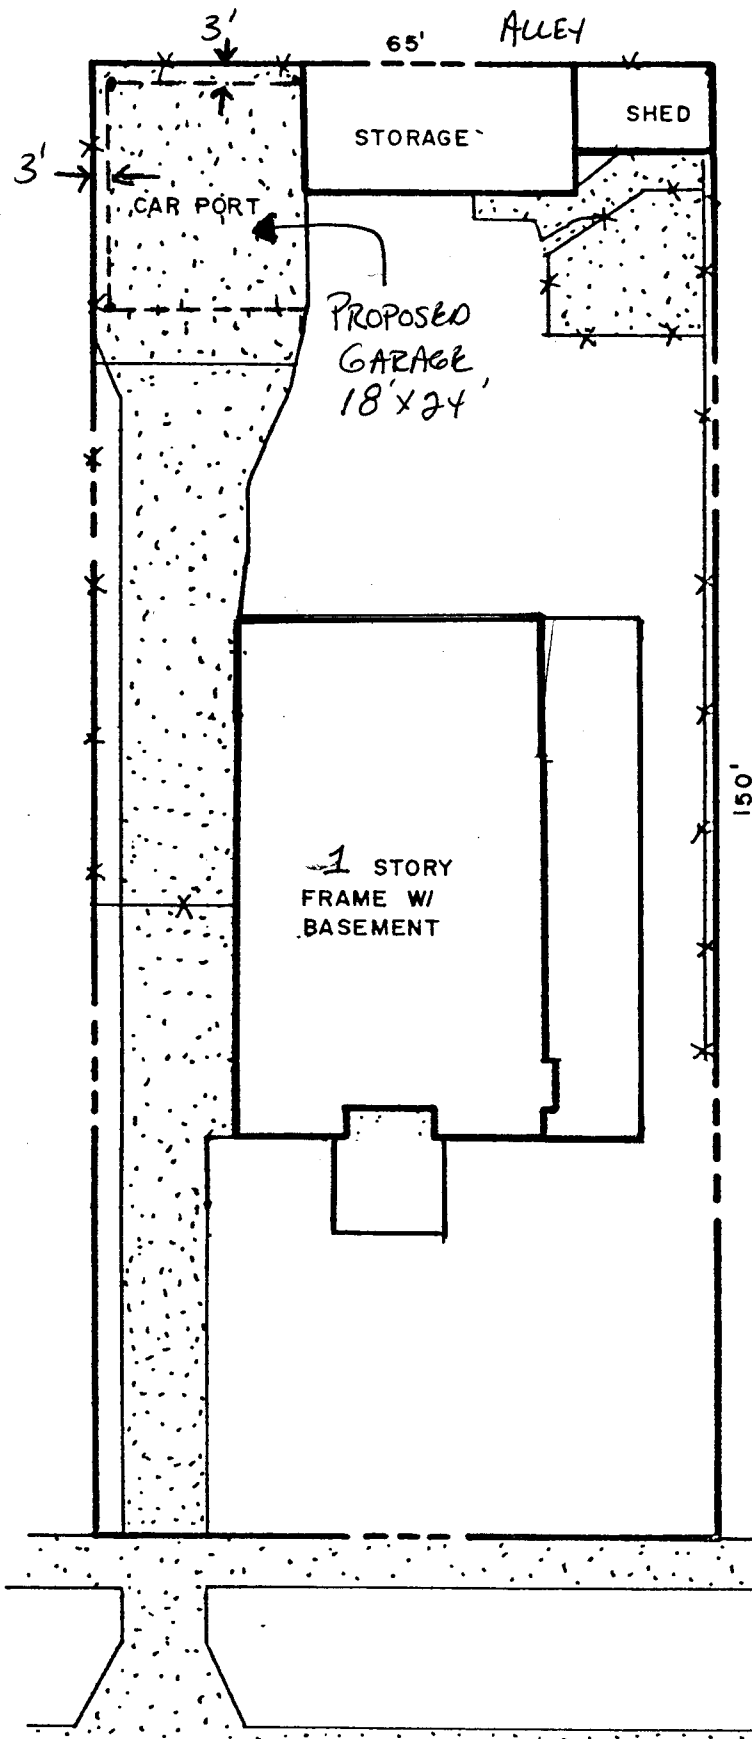 3'
65'
ALLEY
SHED
STORAGE
3'
CAR PORT
PROPOSED
GARAGE
18'X24'
150'
1 STORY
FRAME W/
BASEMENT